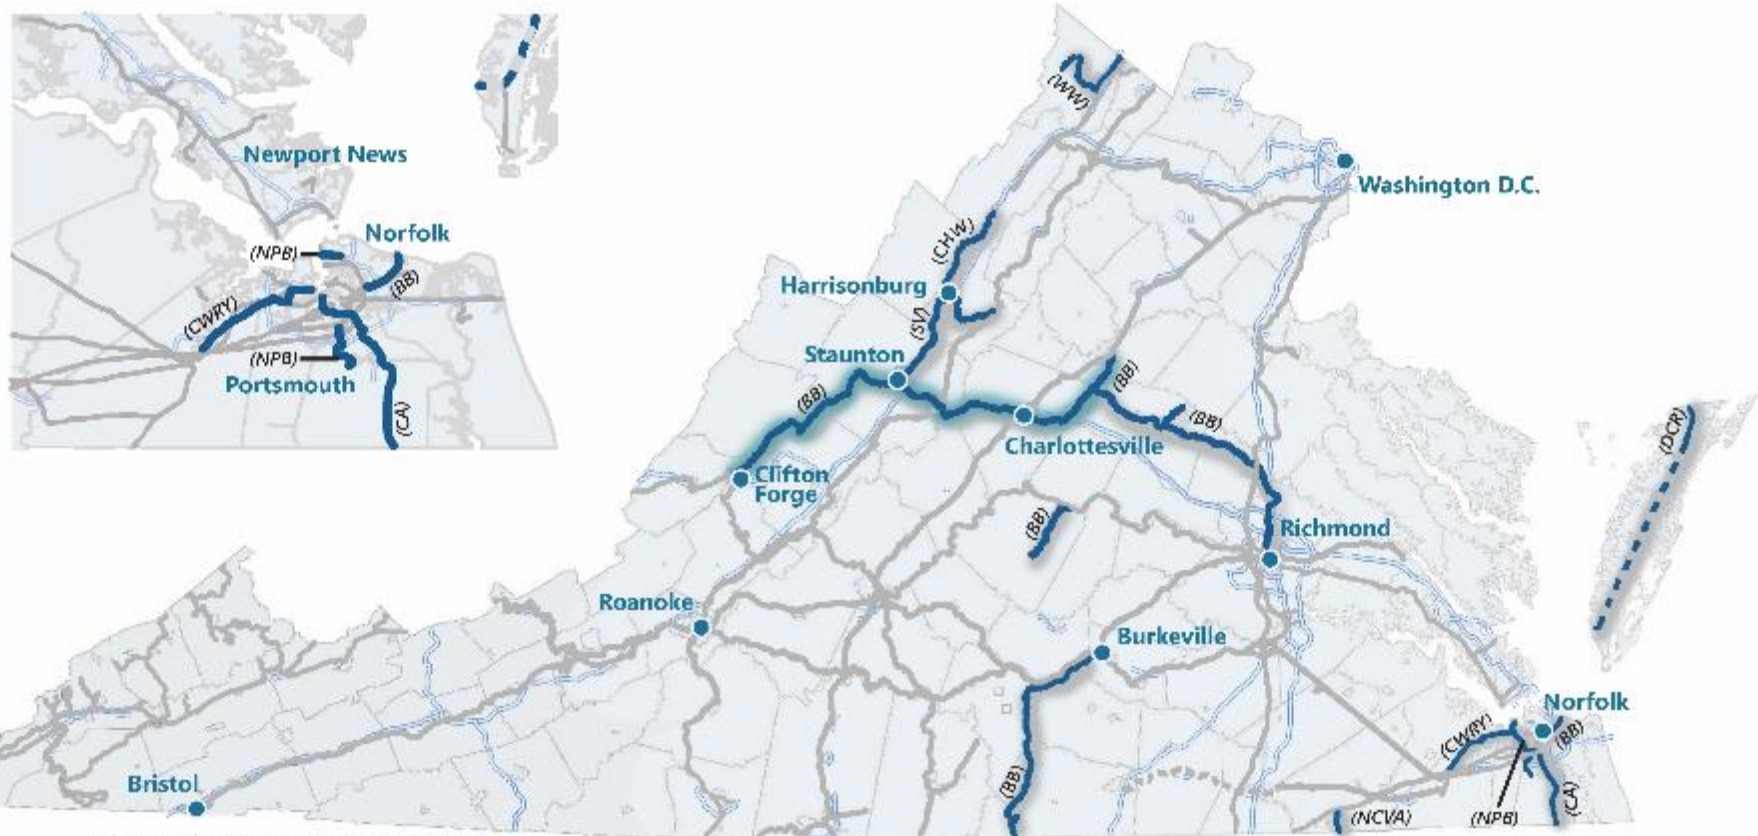 (WW)
Newport News
Washington D.C.
Norfolk
(NPB)
(BB)
(CHW)
Harrisonburg
(CWRY)
(SV)
(NPB)
Portsmouth
Staunton
(BB)
(BB)
(CA)
(BB)
(DCR)
Charlottesville
Clifton
Forge
(BB)
Richmond
Roanoke
Burkeville
Norfolk
(CWRY)
(BB)
Bristol
(BB)
(NCVA)
(NPB)
(CA)